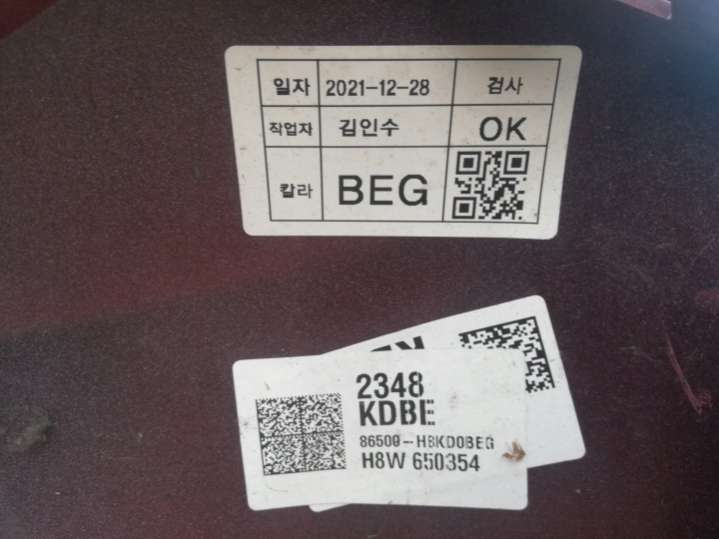 일자 2021-12-28 검사
작업자 김인수 OK
칼라 BEG
2348
KDBE
86509-H8KD0BEG
H8W 650354